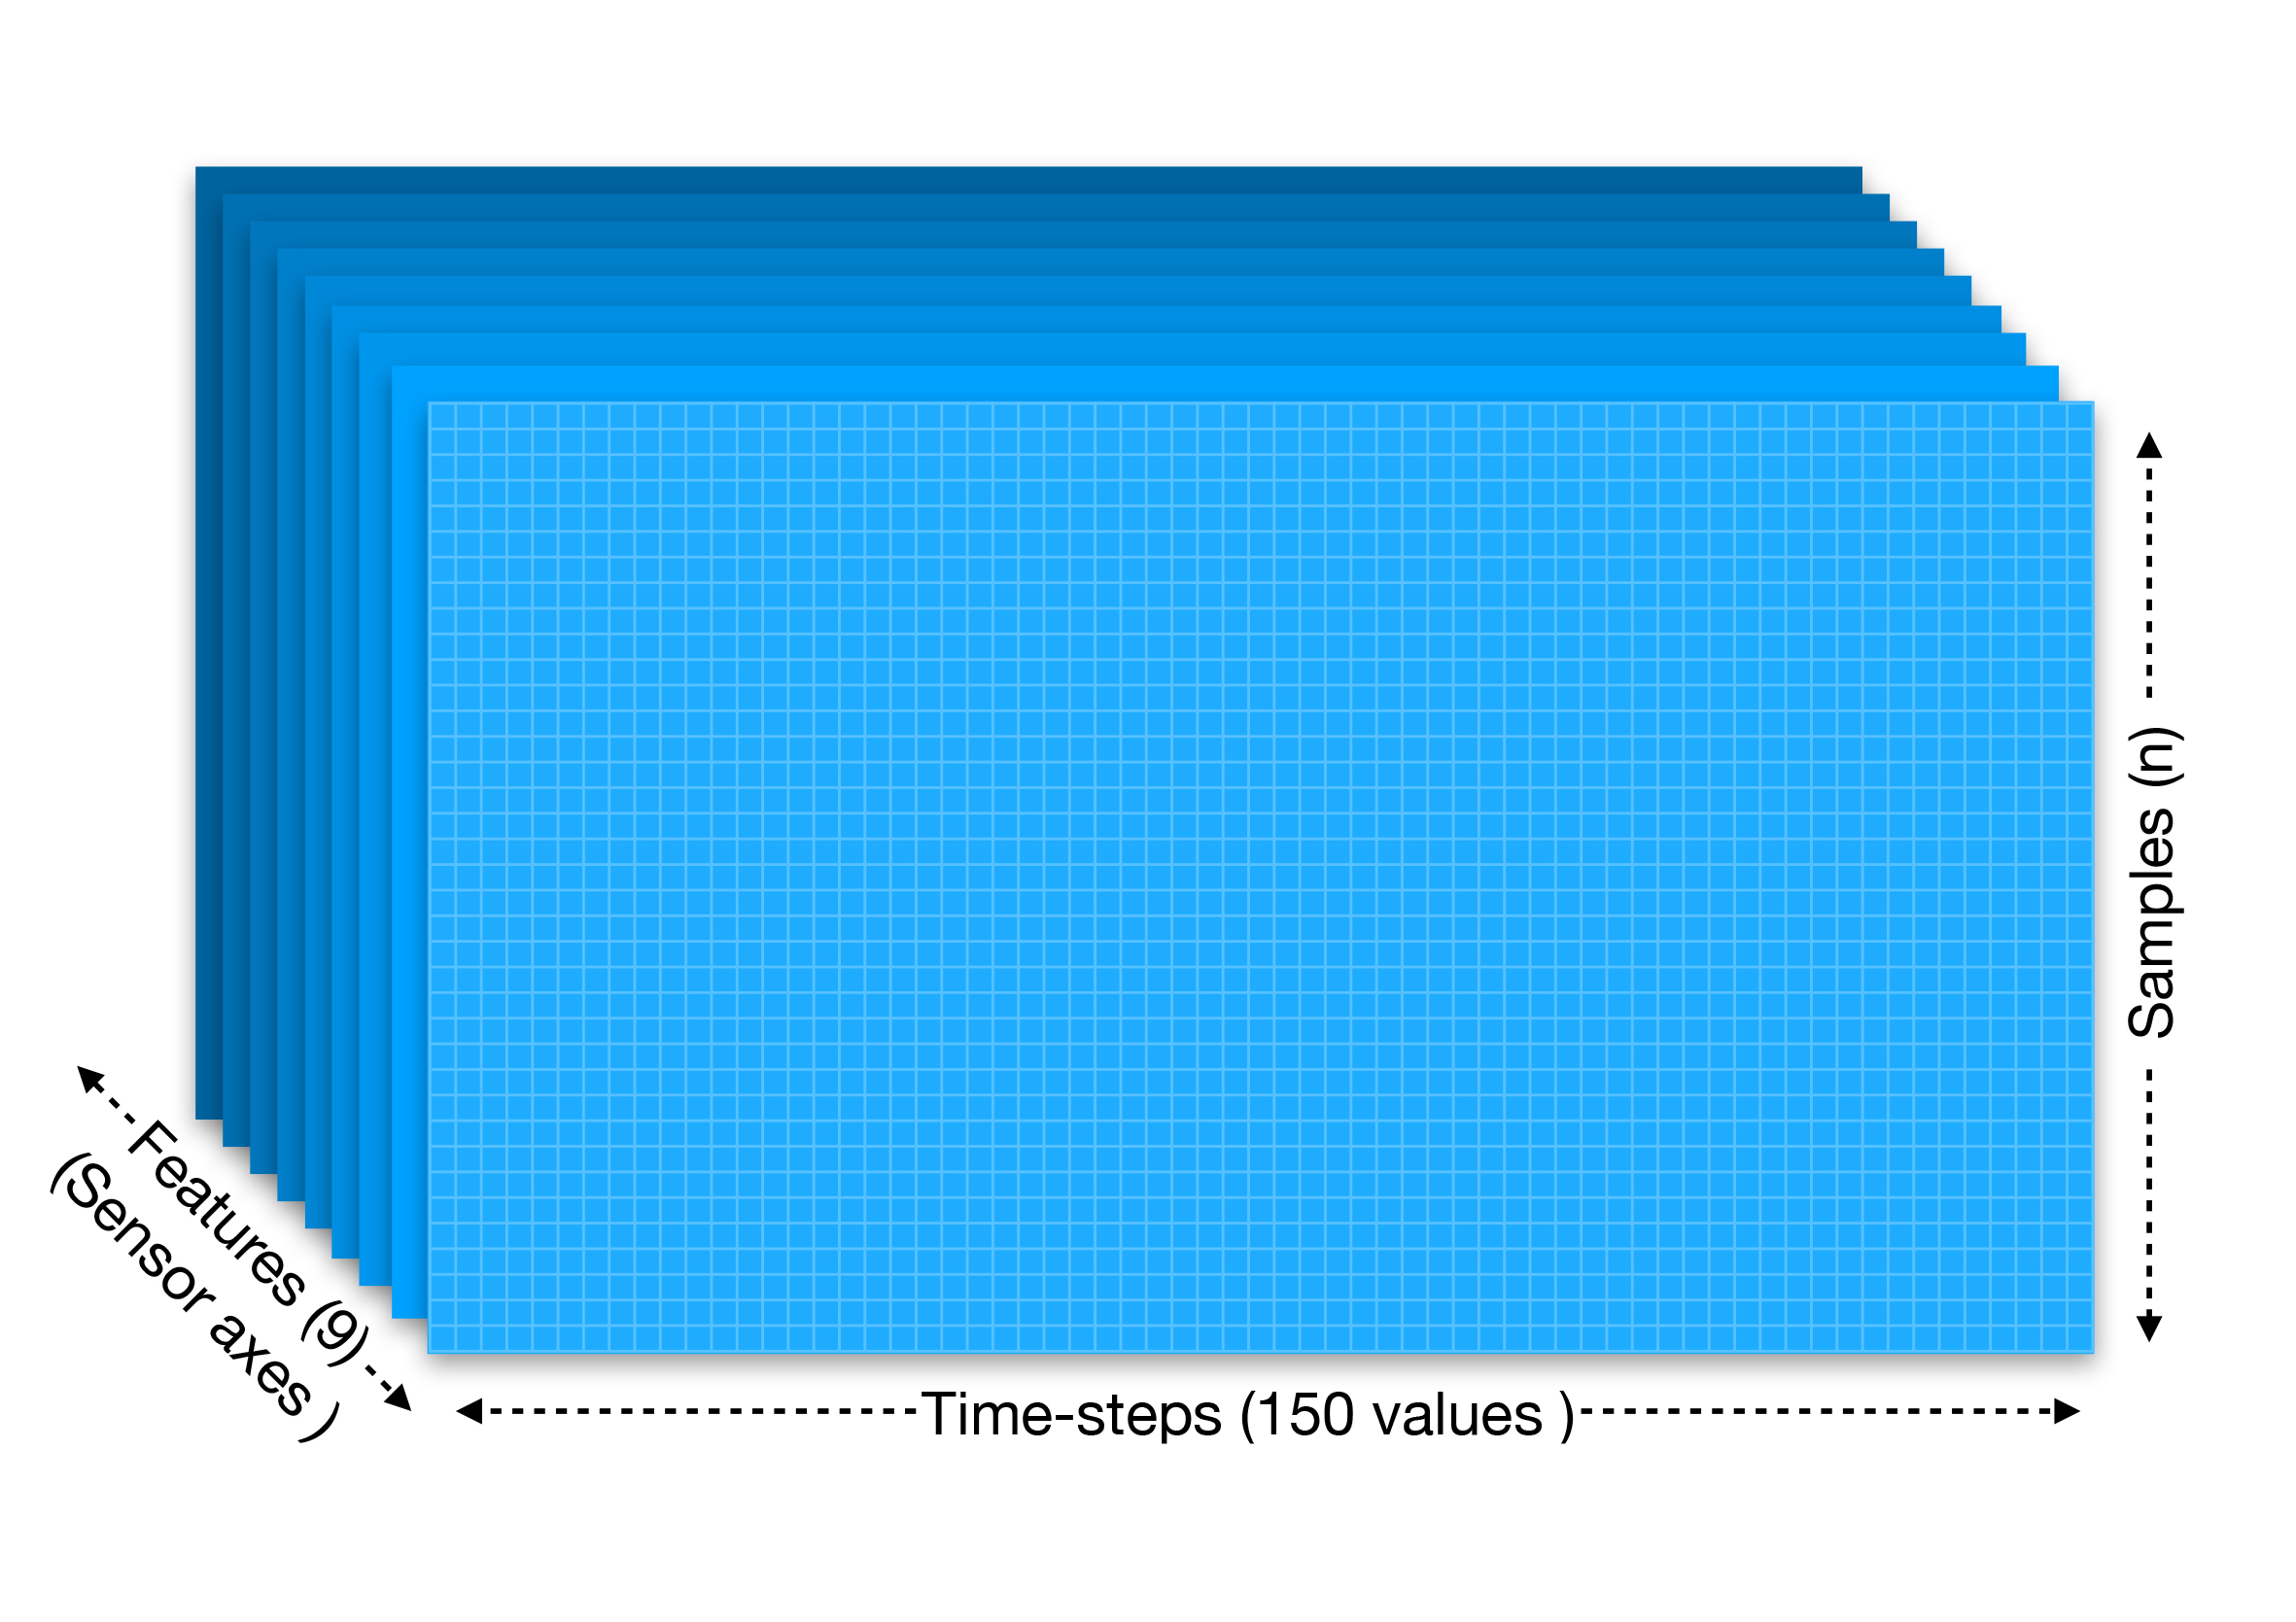 Samples (n)
Features (9)
(Sensor axes )
Time-steps (150 values )